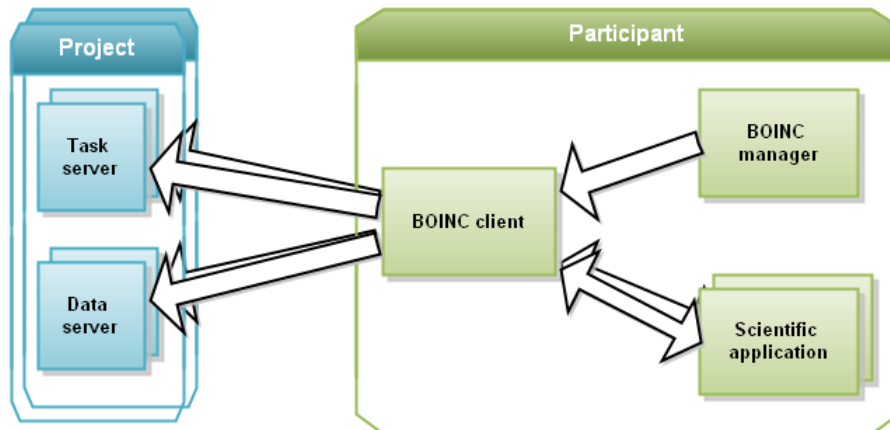 Project
Participant
Task
server
BOINC
manager
BOINC client
Data
server
Scientific
application